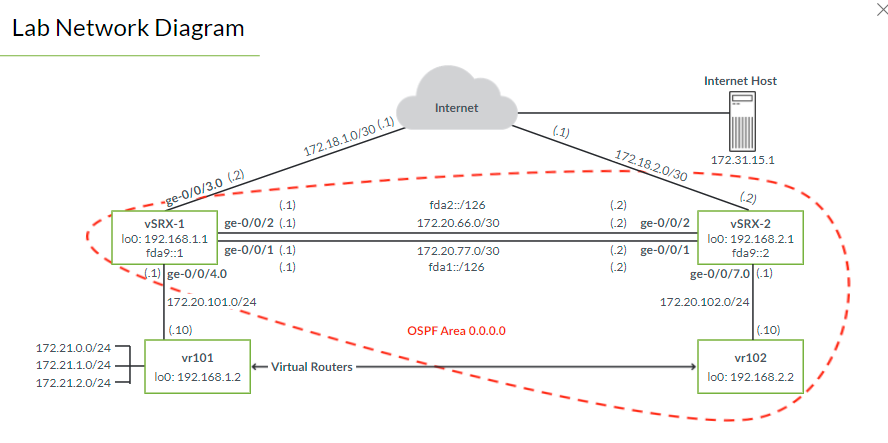 Lab Network Diagram
Internet Host
Internet
172.18.1.0/30 (.1)
(.1)
172.18.2.0/30
172.31.15.1
ge-0/0/3.0 (.2)
(.2)
(.1) fda2::/126 (.2)
vSRX-1 ge-0/0/2 (.1) 172.20.66.0/30 (.2) ge-0/0/2 vSRX-2
lo0: 192.168.1.1 lo0: 192.168.2.1
fda9::1 ge-0/0/1 (.1) 172.20.77.0/30 (.2) ge-0/0/1 fda9::2
(.1) fda1::/126 (.2)
(.1) ge-0/0/4.0 ge-0/0/7.0 (.1)
172.20.101.0/24 172.20.102.0/24
(.10) OSPF Area 0.0.0.0 (.10)
172.21.0.0/24
172.21.1.0/24
172.21.2.0/24
vr101 Virtual Routers vr102
lo0: 192.168.1.2 lo0: 192.168.2.2